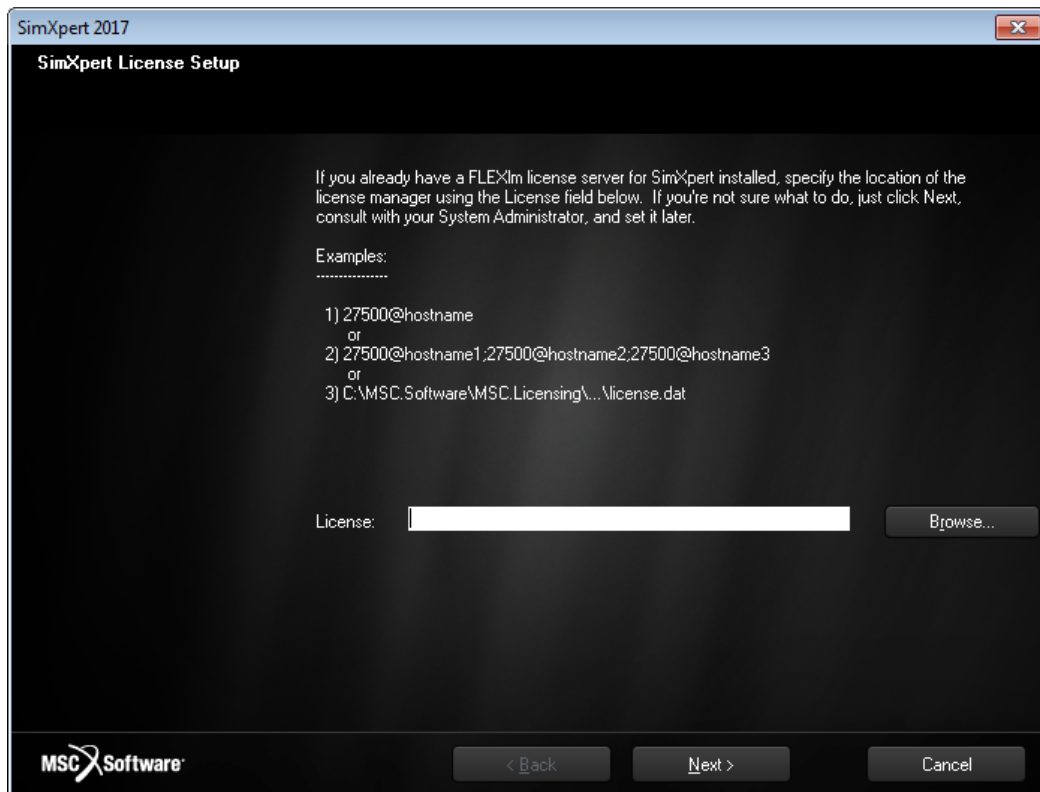 SimXpert 2017
SimXpert License Setup
If you already have a FLEXlm license server for SimXpert installed, specify the location of the
license manager using the License field below.  If you're not sure what to do, just click Next,
consult with your System Administrator, and set it later.
Examples:
----------------
1) 27500@hostname
or
2) 27500@hostname1;27500@hostname2;27500@hostname3
or
3) C:\MSC.Software\MSC.Licensing\...\license.dat
License:
Browse...
MSC Software
< Back
Next >
Cancel